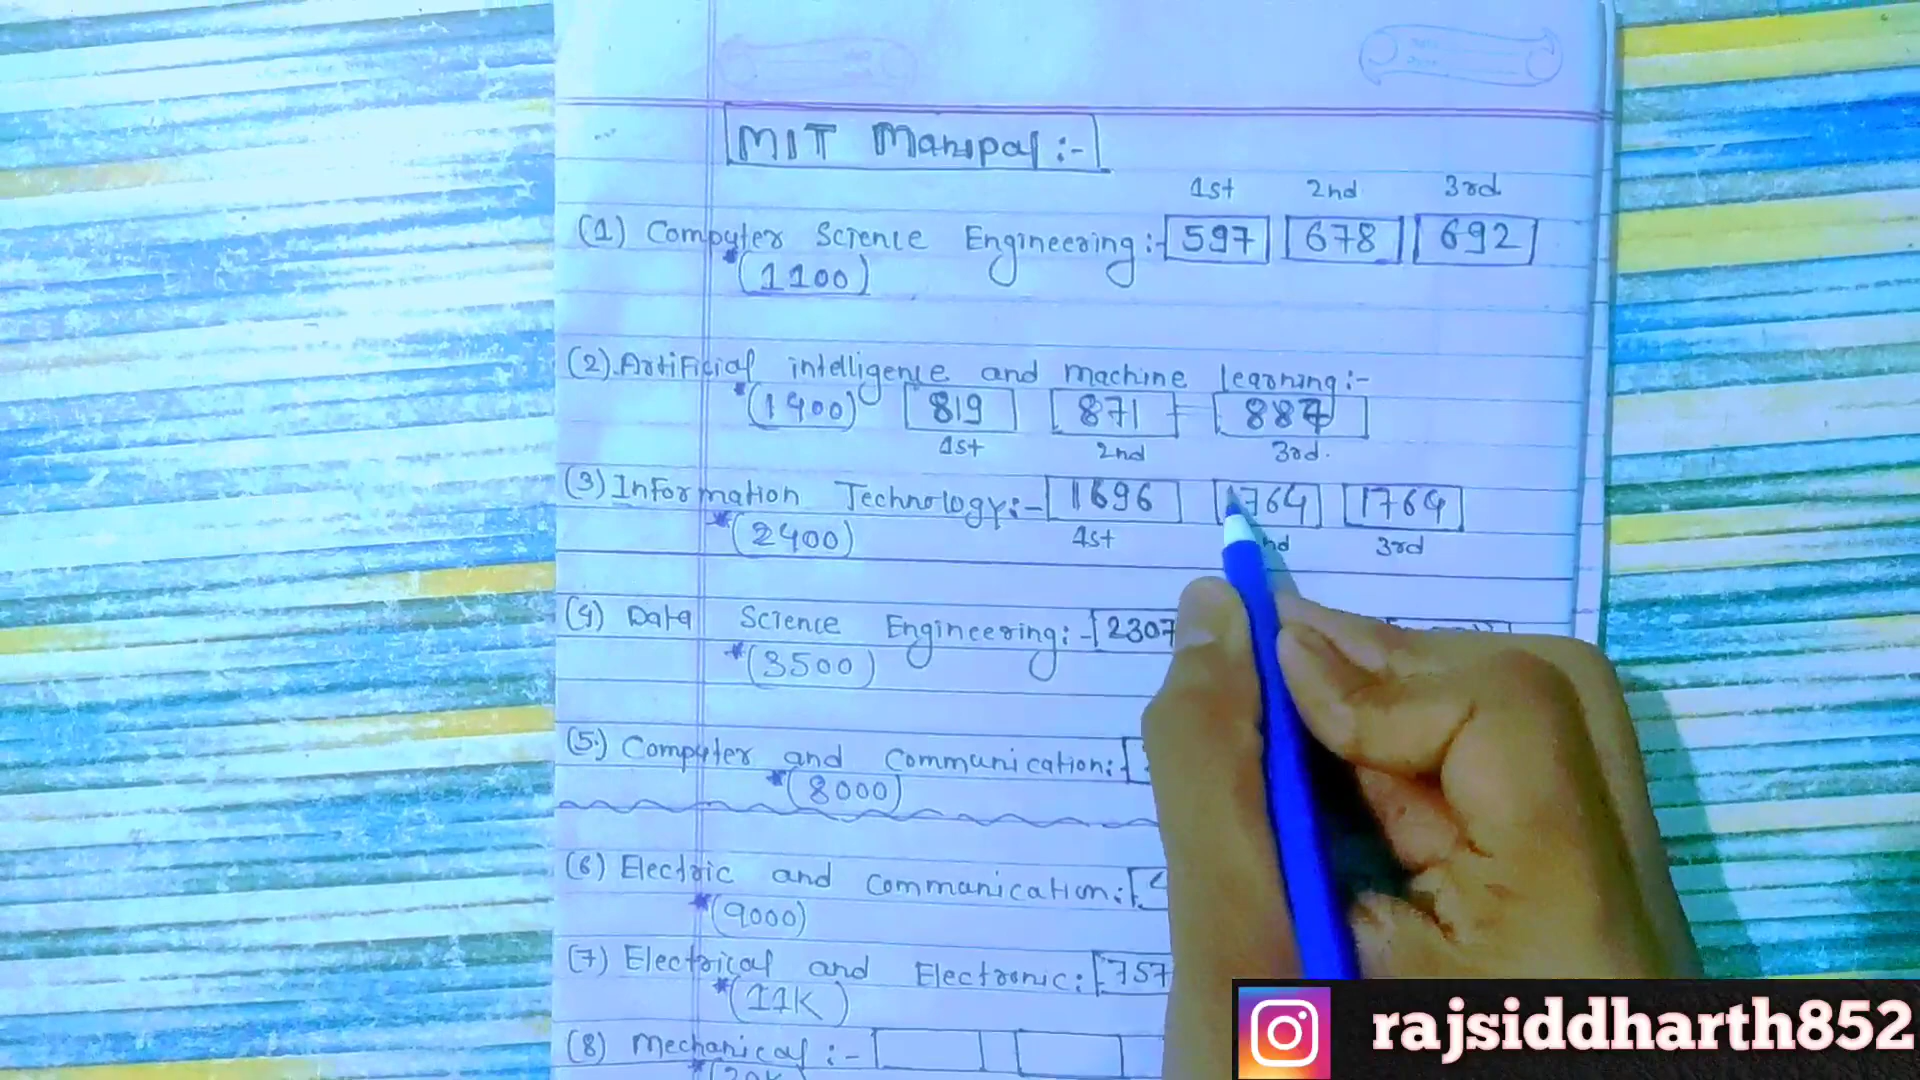 MIT Manipal :-
1st 2nd 3rd
(1) Computer Science Engineering :- 597 678 692
*(1100)
(2). Artificial intelligence and machine learning :-
*(1400) 819 871 887
1st 2nd 3rd.
(3) Information Technology :- 1696 1764 1764
*(2400) 1st nd 3rd
(4) Data Science Engineering :- 2307
*(3500)
(5.) Computer and Communication :
*(8000)
(6) Electric and Communication :
*(9000)
(7) Electrical and Electronic : 757
*(11K)
(8) Mechanical :-
rajsiddharth852